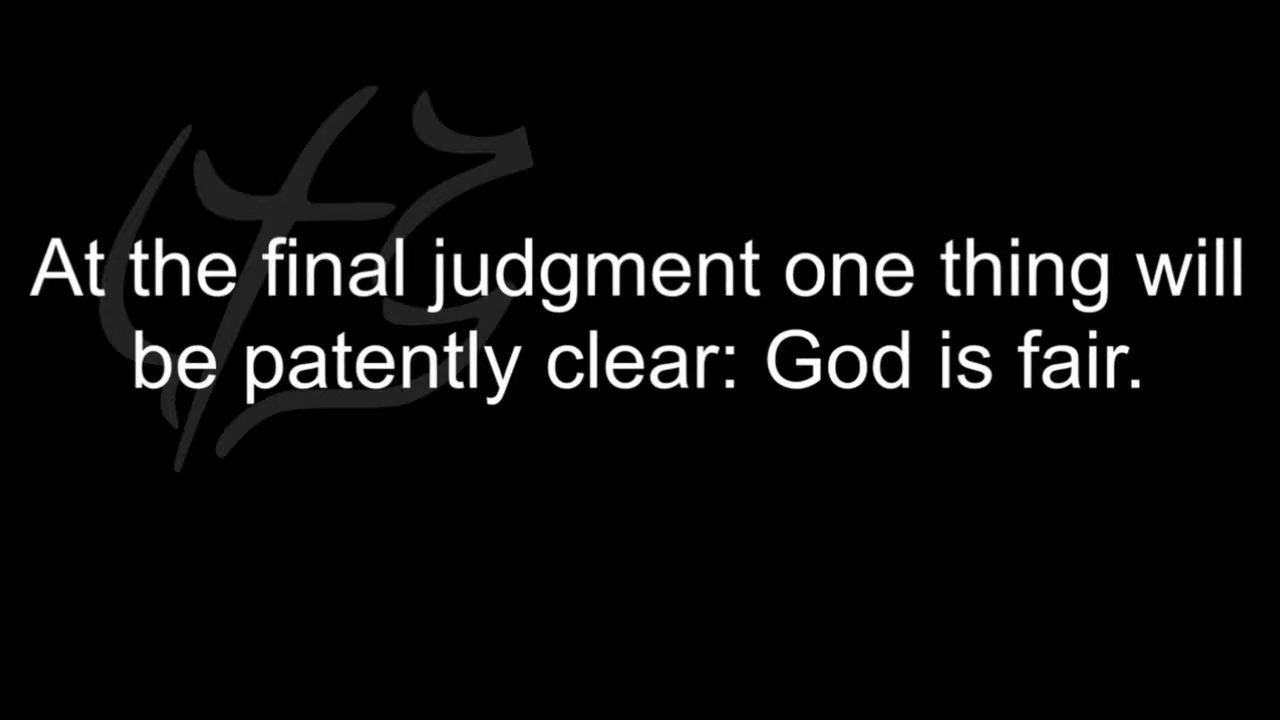 At the final judgment one thing will
be patently clear: God is fair.